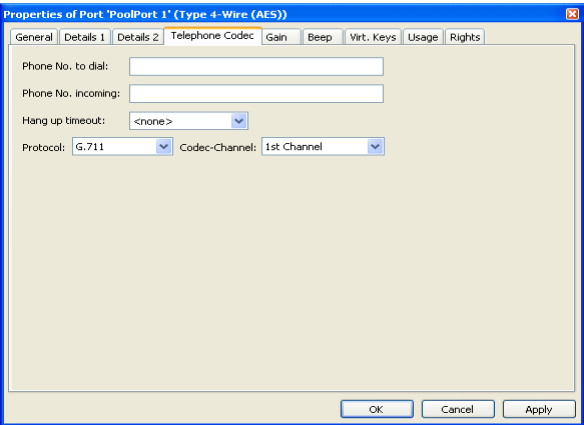 Properties of Port 'PoolPort 1' (Type 4-Wire (AES))
General Details 1 Details 2 Telephone Codec Gain Beep Virt. Keys Usage Rights
Phone No. to dial:
Phone No. incoming:
Hang up timeout: <none>
Protocol: G.711 Codec-Channel: 1st Channel
OK Cancel Apply